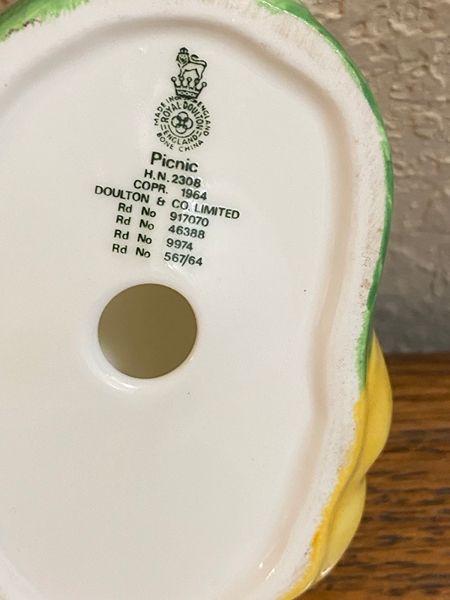 MADE IN ENGLAND
ROYAL DOULTON
ENGLAND
BONE CHINA
Picnic
H.N. 2308
COPR. 1964
DOULTON & CO. LIMITED
Rd No 917070
Rd No 46388
Rd No 9974
Rd No 567/64